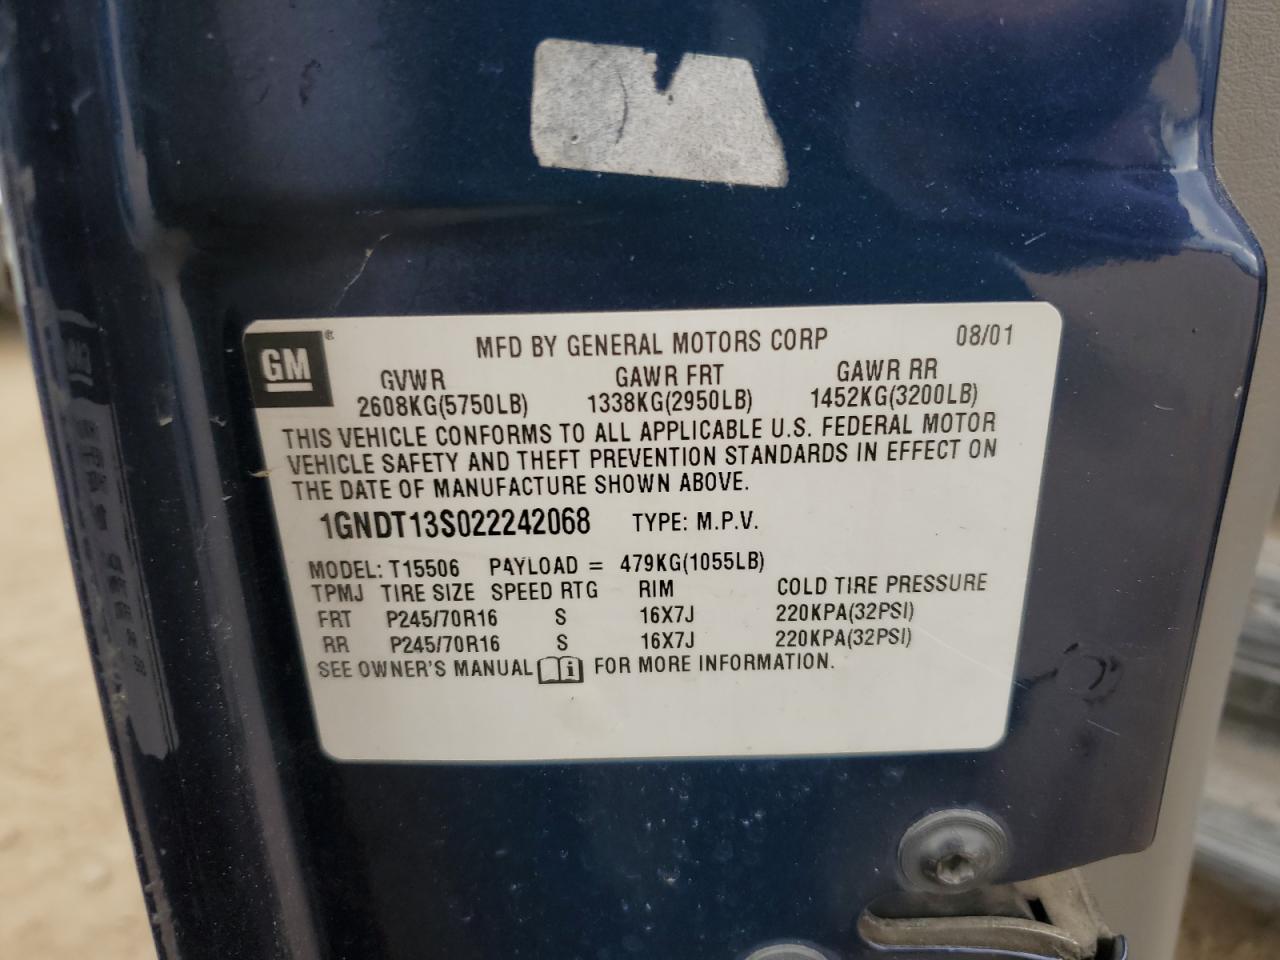 GM ® MFD BY GENERAL MOTORS CORP 08/01
GVWR GAWR FRT GAWR RR
2608KG(5750LB) 1338KG(2950LB) 1452KG(3200LB)
THIS VEHICLE CONFORMS TO ALL APPLICABLE U.S. FEDERAL MOTOR
VEHICLE SAFETY AND THEFT PREVENTION STANDARDS IN EFFECT ON
THE DATE OF MANUFACTURE SHOWN ABOVE.
1GNDT13S022242068 TYPE: M.P.V.
MODEL: T15506 PAYLOAD = 479KG(1055LB)
TPMJ TIRE SIZE SPEED RTG RIM COLD TIRE PRESSURE
FRT P245/70R16 S 16X7J 220KPA(32PSI)
RR P245/70R16 S 16X7J 220KPA(32PSI)
SEE OWNER'S MANUAL FOR MORE INFORMATION.